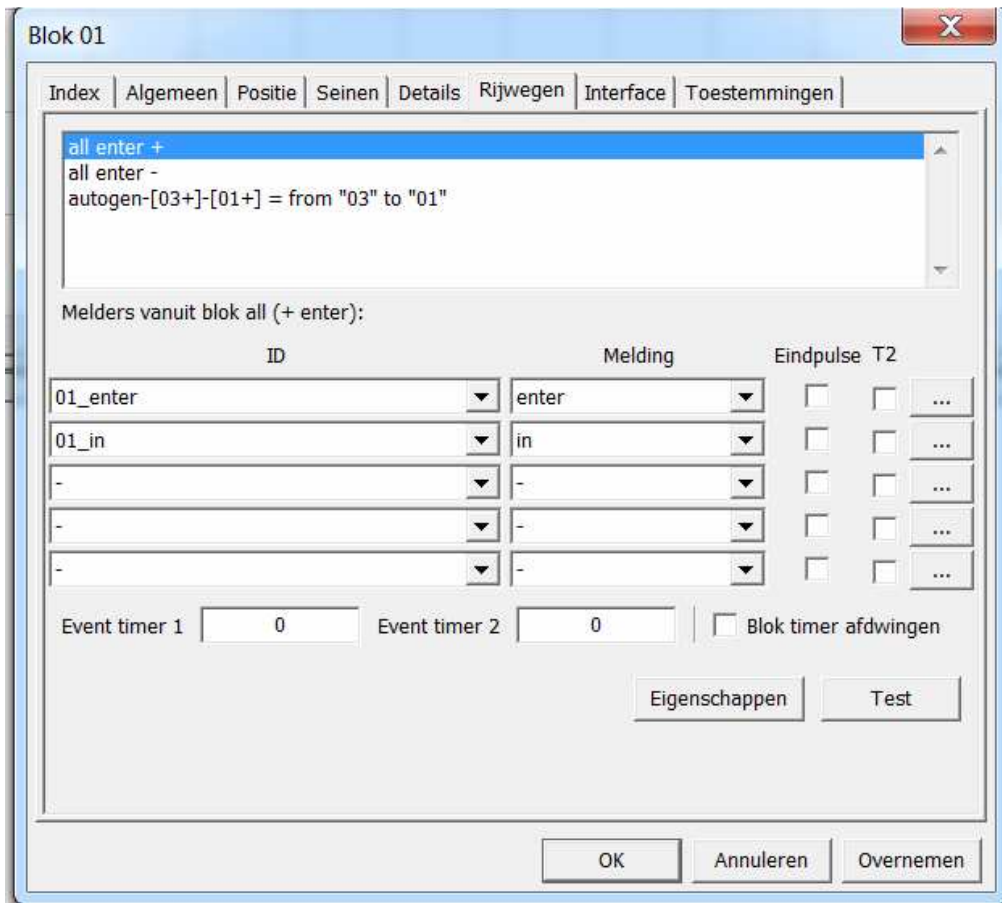 Blok 01
Index Algemeen Positie Seinen Details Rijwegen Interface Toestemmingen
all enter +
all enter -
autogen-[03+]-[01+] = from "03" to "01"
Melders vanuit blok all (+ enter):
ID Melding Eindpulse T2
01_enter enter ...
01_in in ...
- - ...
- - ...
- - ...
Event timer 1 0 Event timer 2 0 Blok timer afdwingen
Eigenschappen Test
OK Annuleren Overnemen